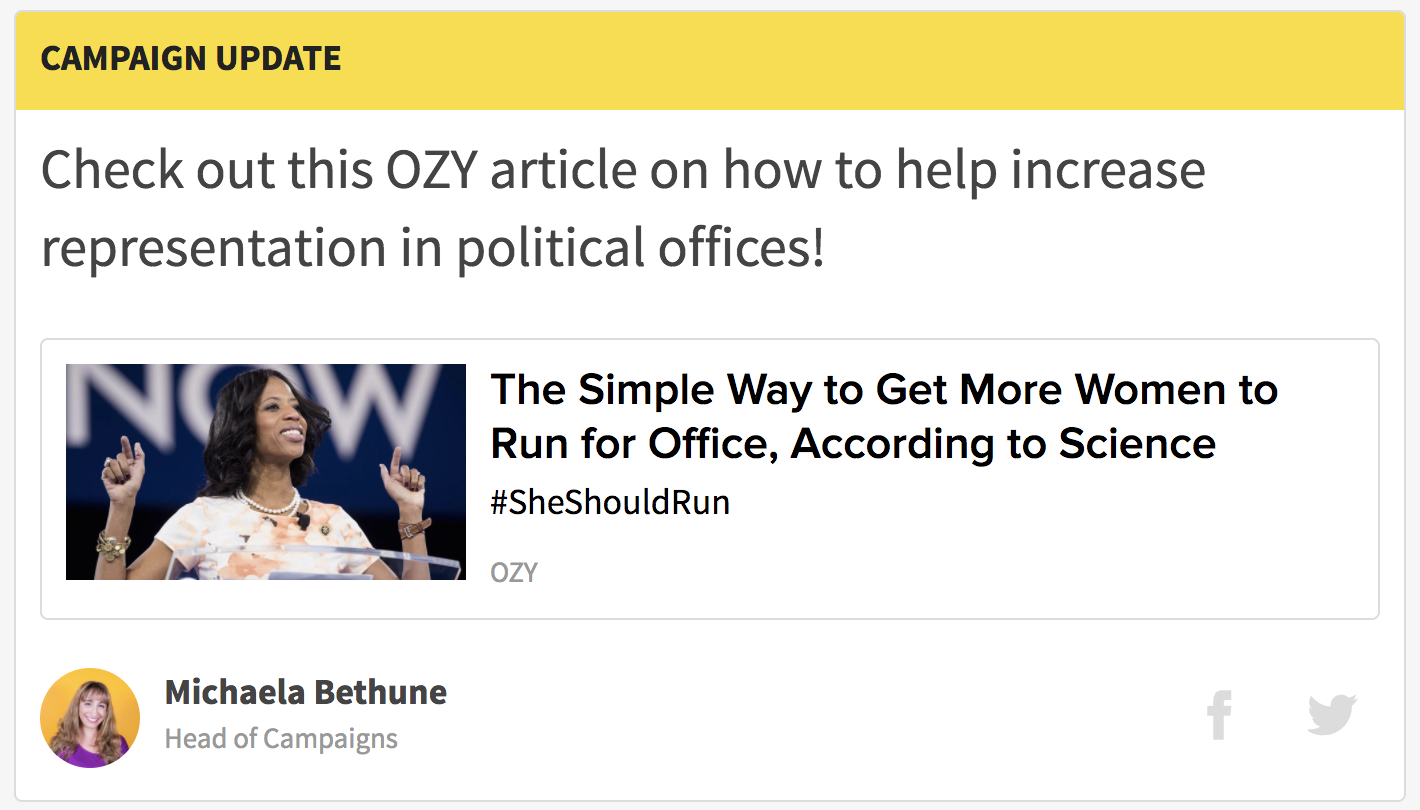 CAMPAIGN UPDATE
Check out this OZY article on how to help increase
representation in political offices!
NOW
The Simple Way to Get More Women to
Run for Office, According to Science
#SheShouldRun
OZY
Michaela Bethune
Head of Campaigns